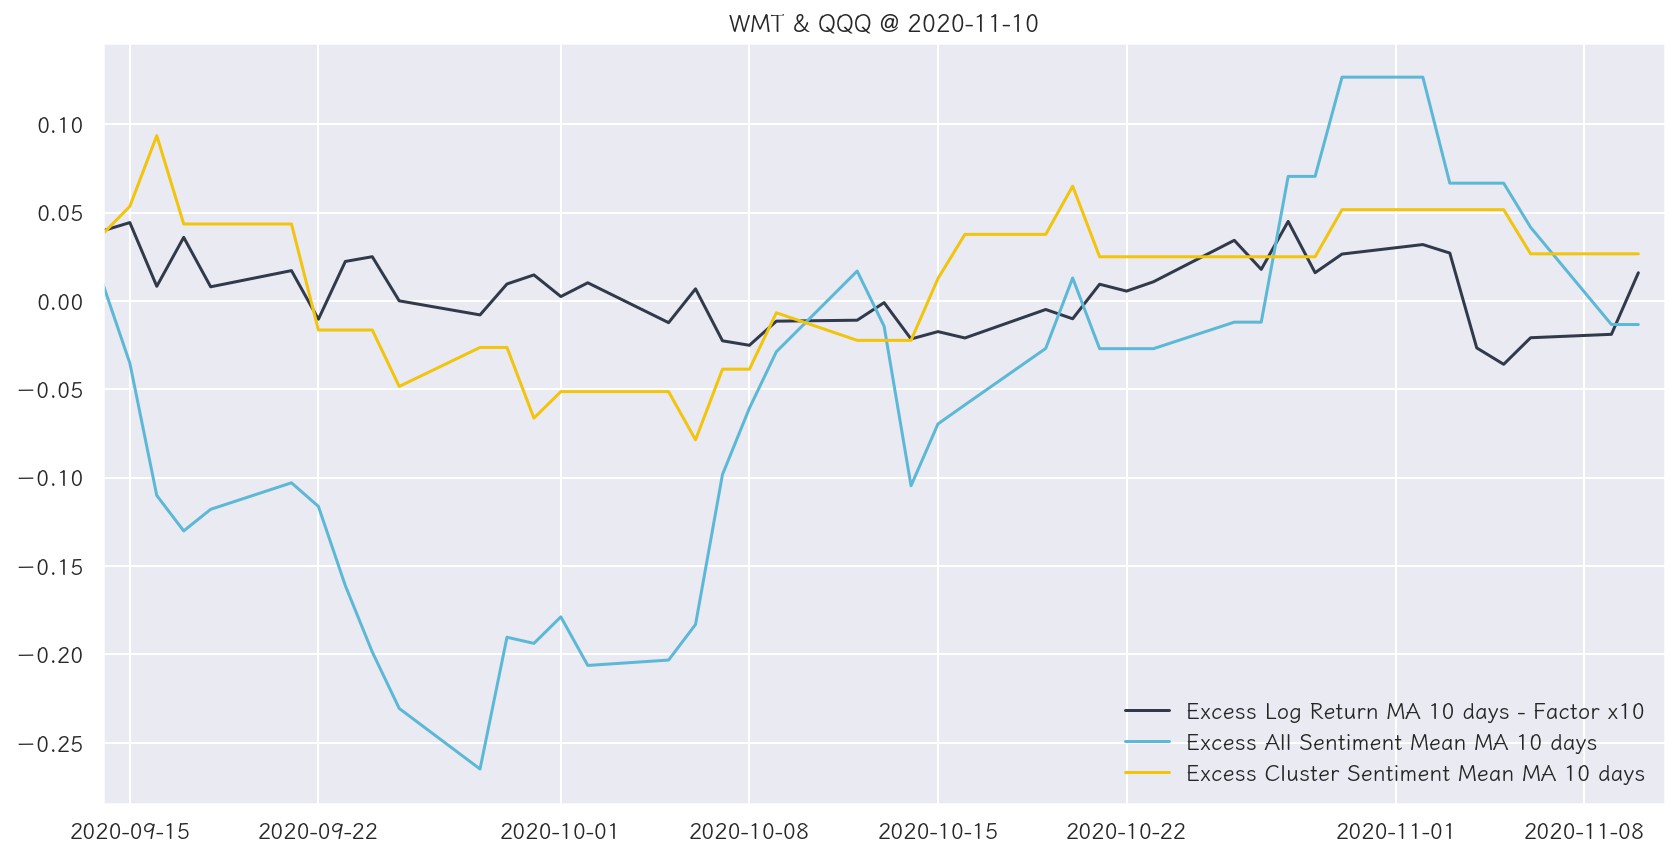 WMT & QQQ @ 2020-11-10
0.10
0.05
0.00
−0.05
−0.10
−0.15
−0.20
−0.25
Excess Log Return MA 10 days - Factor x10
Excess All Sentiment Mean MA 10 days
Excess Cluster Sentiment Mean MA 10 days
2020-09-15 2020-09-22 2020-10-01 2020-10-08 2020-10-15 2020-10-22 2020-11-01 2020-11-08